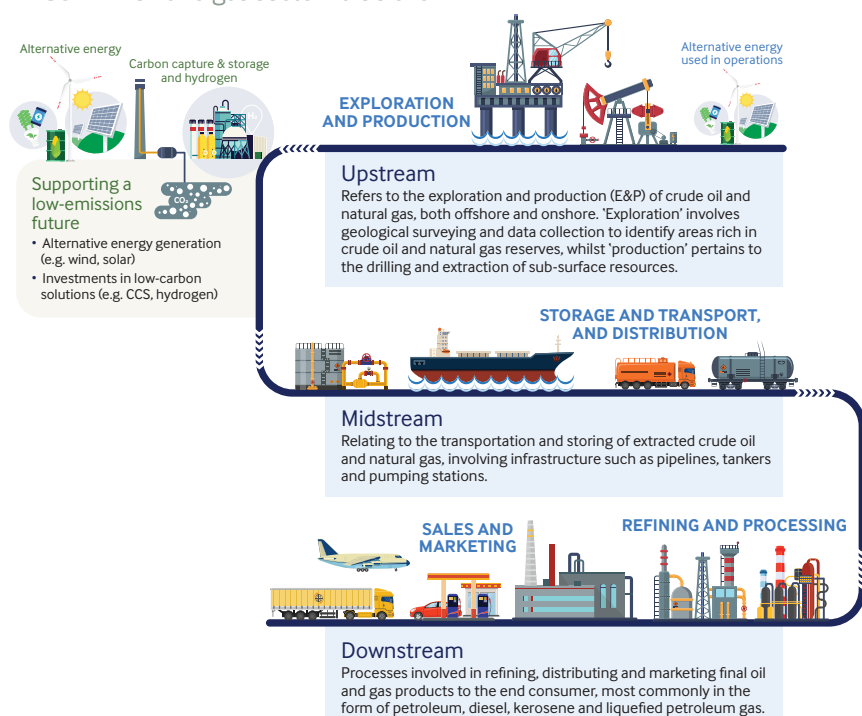 Alternative energy
Carbon capture & storage
and hydrogen
Supporting a
low-emissions
future
• Alternative energy generation
(e.g. wind, solar)
• Investments in low-carbon
solutions (e.g. CCS, hydrogen)
CO₂
EXPLORATION
AND PRODUCTION
Alternative energy
used in operations
Upstream
Refers to the exploration and production (E&P) of crude oil and
natural gas, both offshore and onshore. ‘Exploration’ involves
geological surveying and data collection to identify areas rich in
crude oil and natural gas reserves, whilst ‘production’ pertains to
the drilling and extraction of sub-surface resources.
STORAGE AND TRANSPORT,
AND DISTRIBUTION
Midstream
Relating to the transportation and storing of extracted crude oil
and natural gas, involving infrastructure such as pipelines, tankers
and pumping stations.
SALES AND
MARKETING
REFINING AND PROCESSING
Downstream
Processes involved in refining, distributing and marketing final oil
and gas products to the end consumer, most commonly in the
form of petroleum, diesel, kerosene and liquefied petroleum gas.